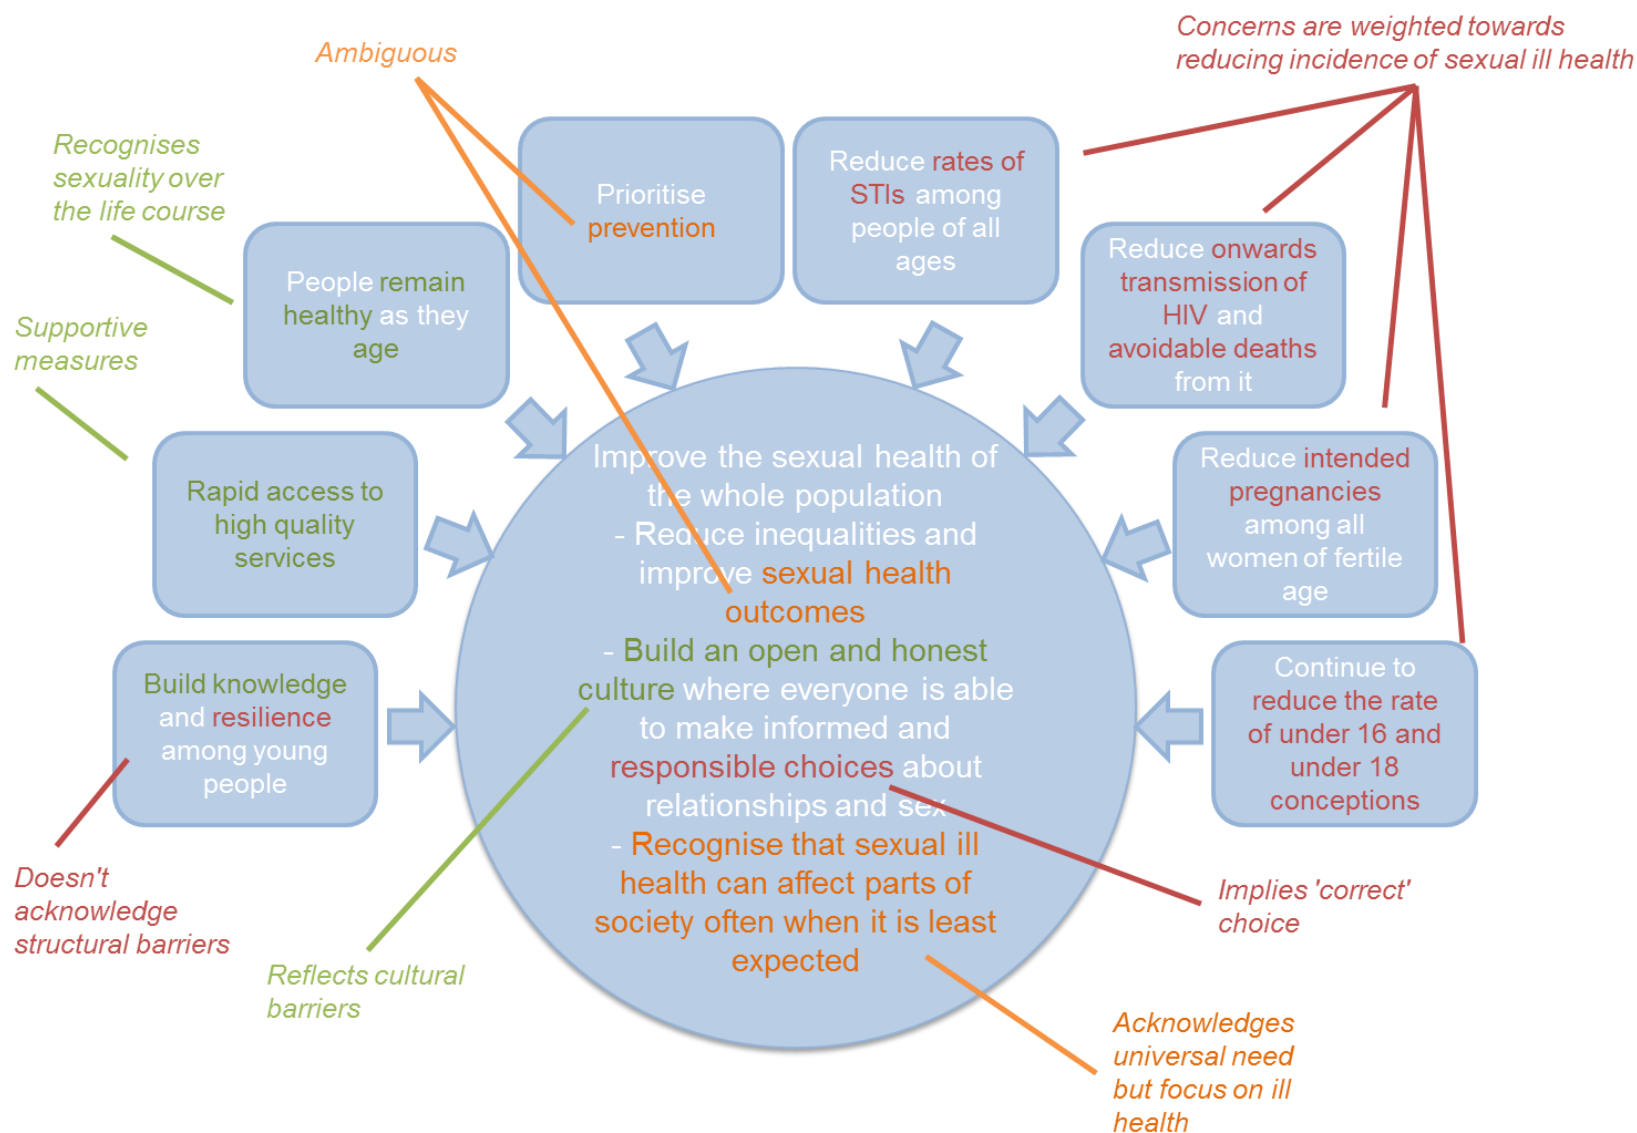 Concerns are weighted towards
reducing incidence of sexual ill health
Ambiguous
Recognises
sexuality over
the life course
Supportive
measures
Prioritise
prevention
Reduce rates of
STIs among
people of all
ages
People remain
healthy as they
age
Reduce onwards
transmission of
HIV and
avoidable deaths
from it
Rapid access to
high quality
services
Reduce intended
pregnancies
among all
women of fertile
age
Build knowledge
and resilience
among young
people
Continue to
reduce the rate
of under 16 and
under 18
conceptions
Improve the sexual health of
the whole population
- Reduce inequalities and
improve sexual health
outcomes
- Build an open and honest
culture where everyone is able
to make informed and
responsible choices about
relationships and sex
- Recognise that sexual ill
health can affect parts of
society often when it is least
expected
Doesn't
acknowledge
structural barriers
Reflects cultural
barriers
Implies 'correct'
choice
Acknowledges
universal need
but focus on ill
health